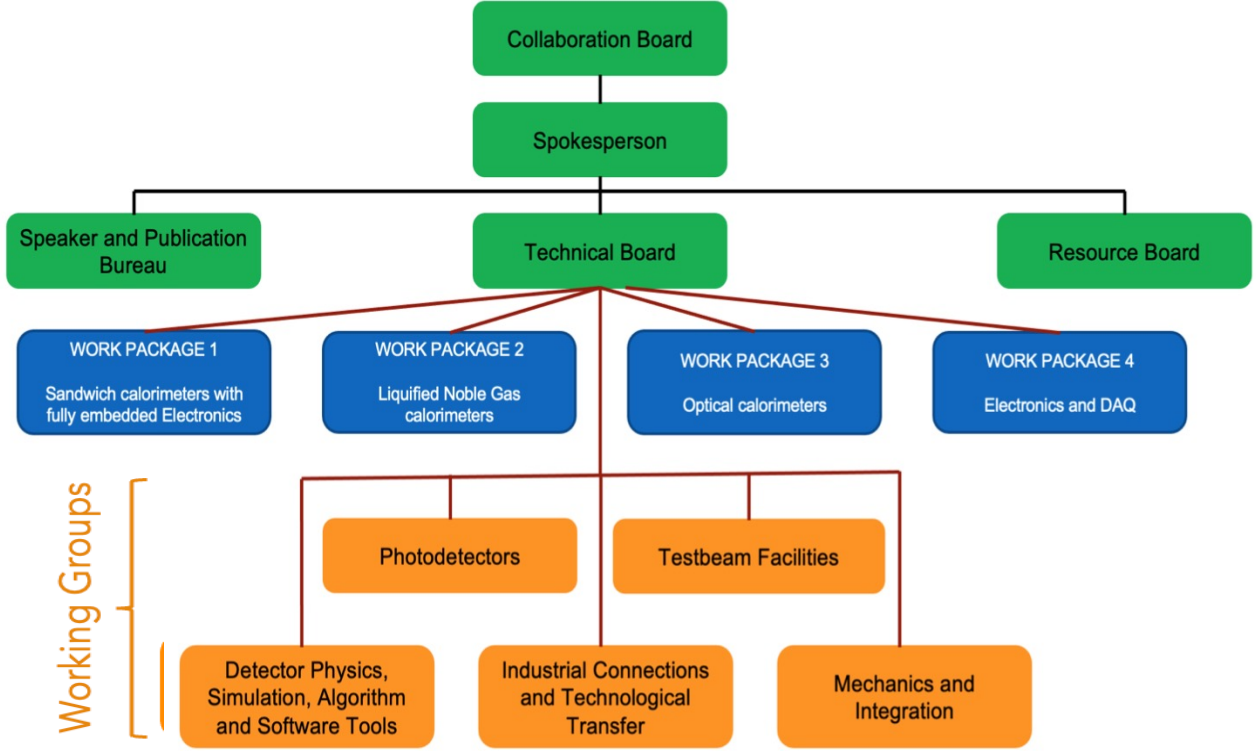 Collaboration Board
Spokesperson
Speaker and Publication
Bureau
Technical Board
Resource Board
WORK PACKAGE 1
Sandwich calorimeters with
fully embedded Electronics
WORK PACKAGE 2
Liquified Noble Gas
calorimeters
WORK PACKAGE 3
Optical calorimeters
WORK PACKAGE 4
Electronics and DAQ
Working Groups
Photodetectors
Testbeam Facilities
Detector Physics,
Simulation, Algorithm
and Software Tools
Industrial Connections
and Technological
Transfer
Mechanics and
Integration